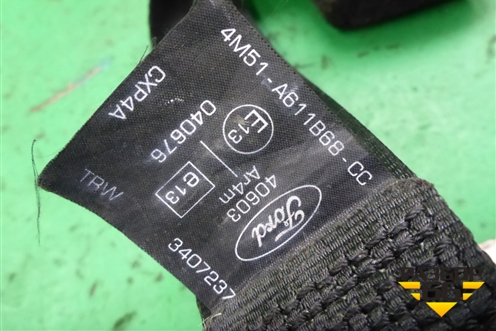 4M51-A611B68-CC
E13
40603
Ar4m
Ford
040676
e13
3407237
CXP4A
TRW